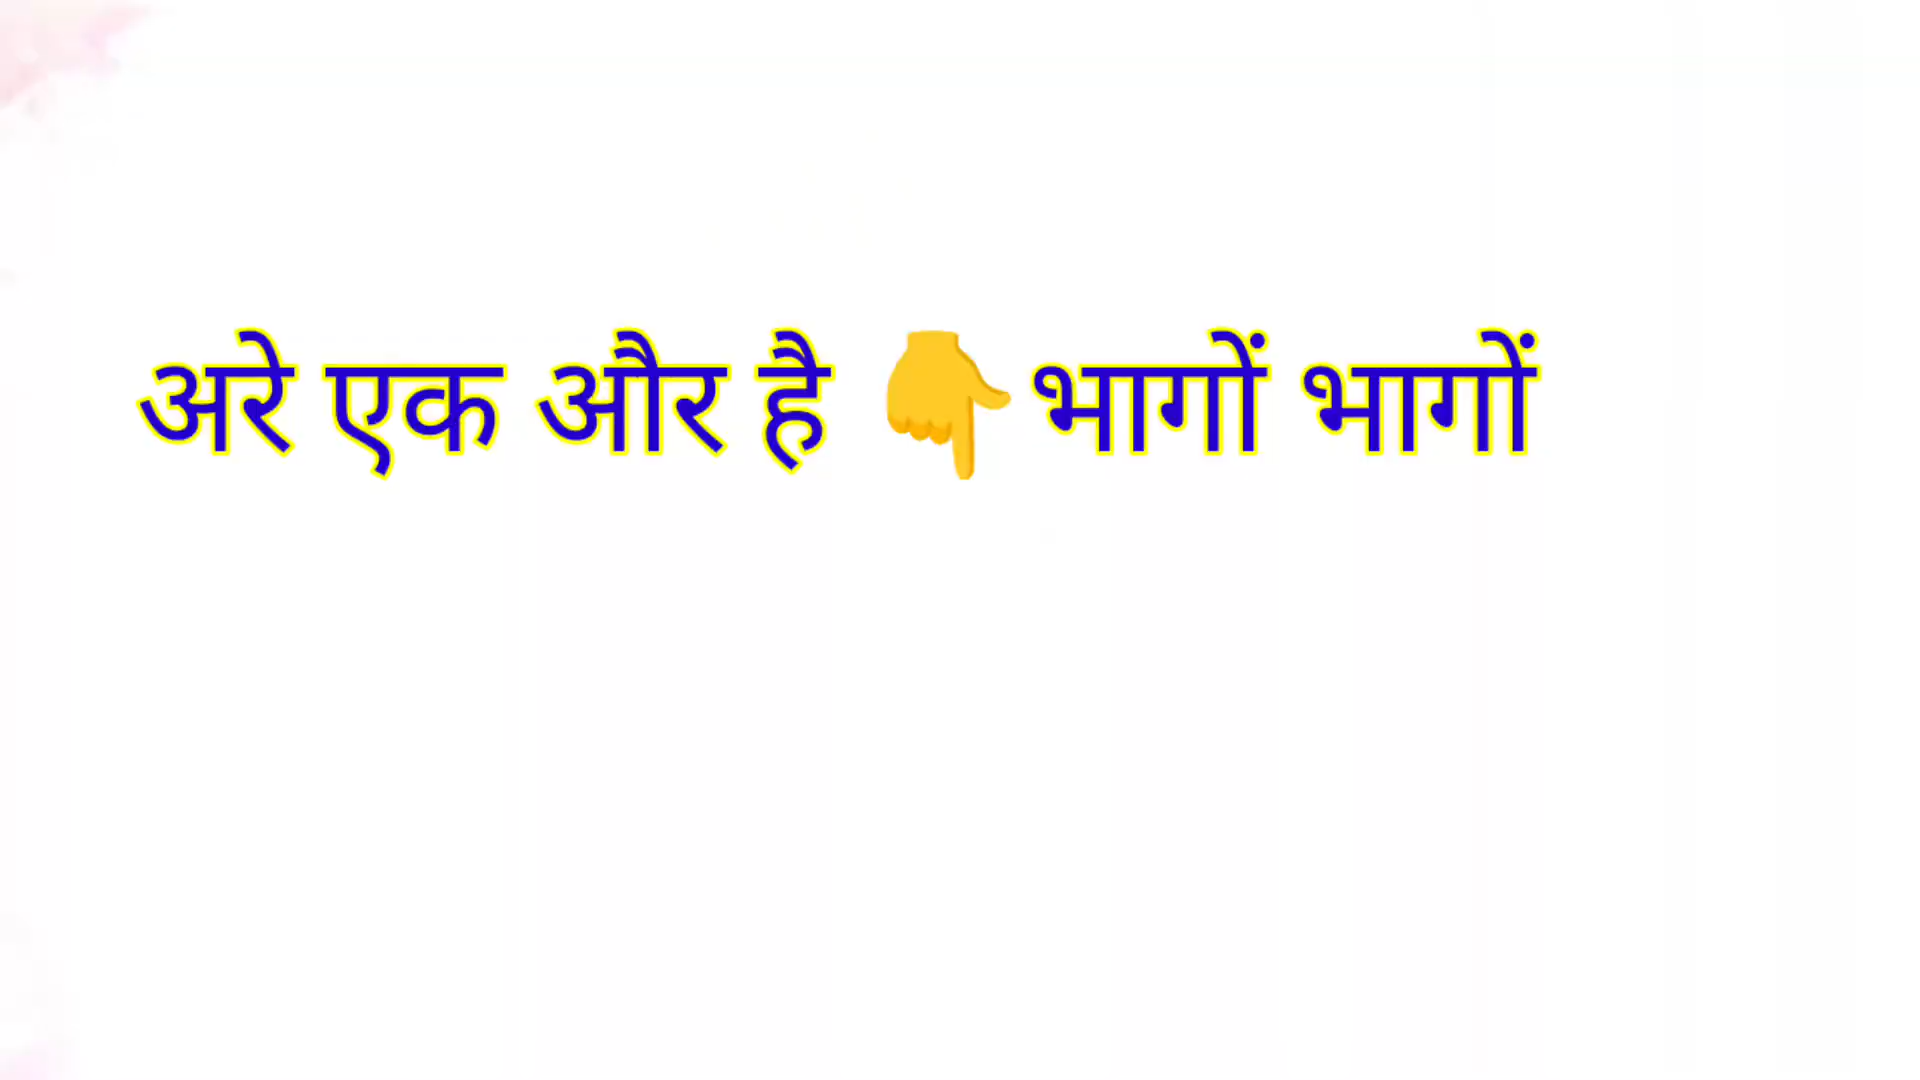 अरे एक और है 👇 भागों भागों